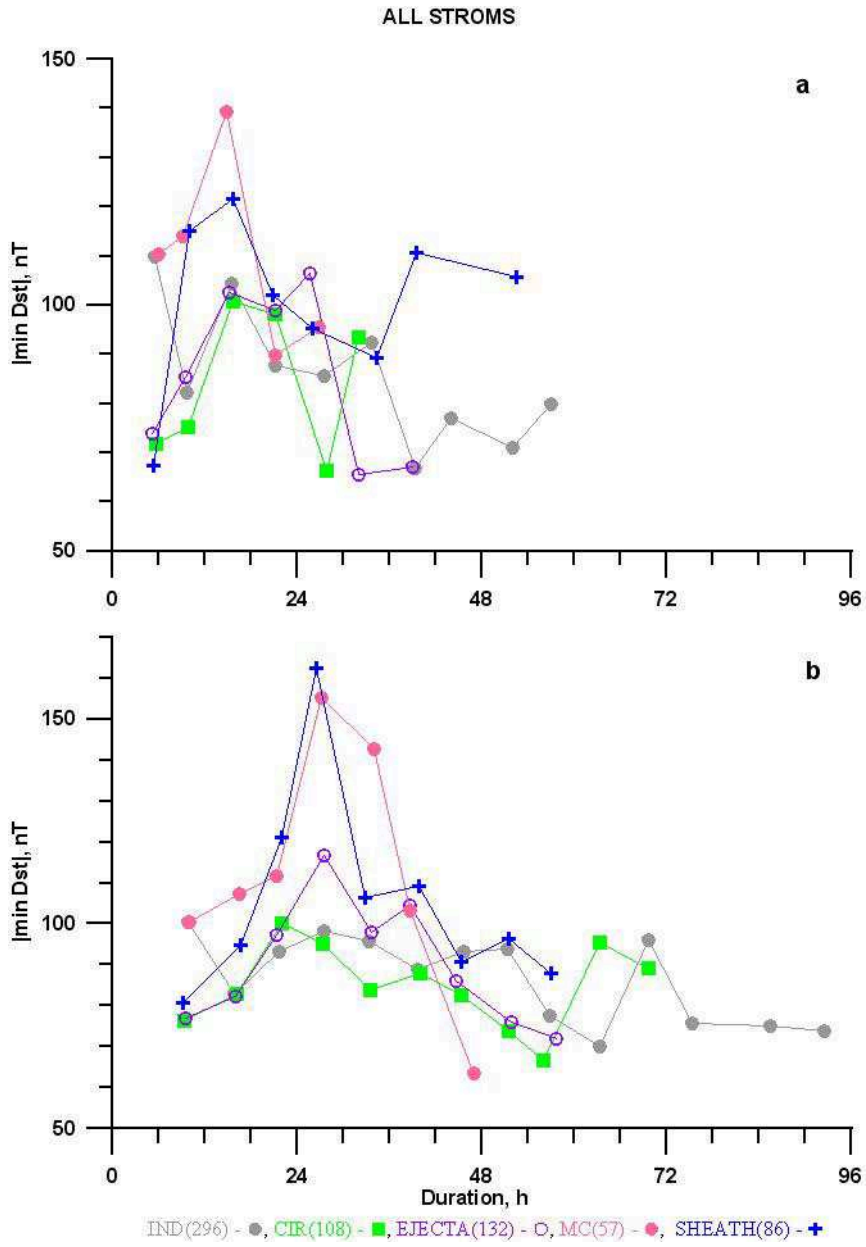 ALL STROMS
150
a
|min Dst|, nT
100
50
0 24 48 72 96
b
150
|min Dst|, nT
100
50
0 24 48 72 96
Duration, h
IND(296) - , CIR(108) - , EJECTA(132) - , MC(57) - , SHEATH(86) -